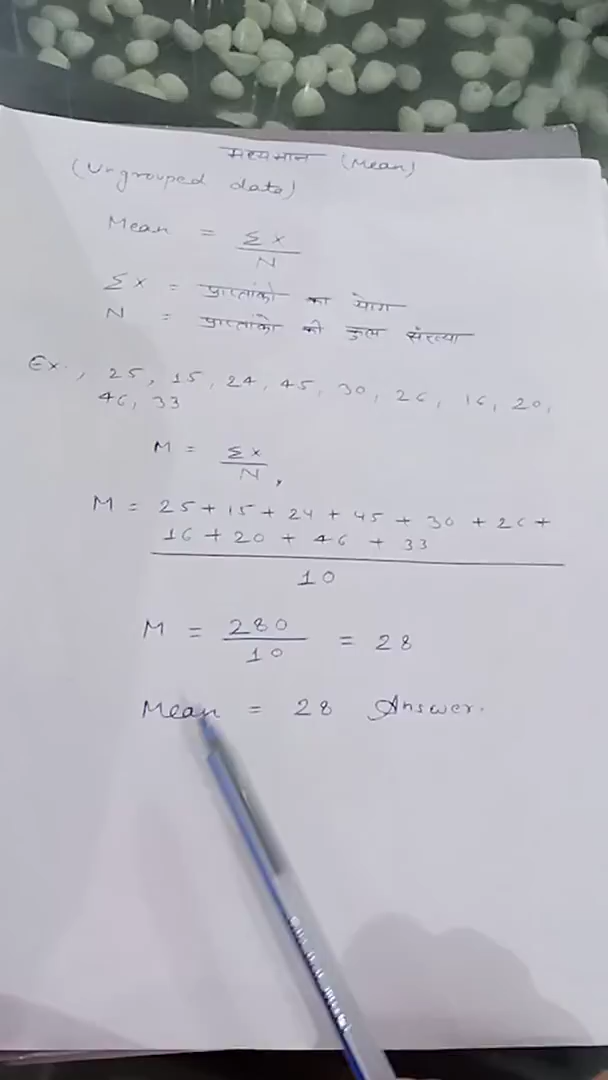 मध्यमान (Mean)
(Ungrouped data)
Mean = ΣX / N
ΣX = प्राप्तांको का योग
N = प्राप्तांको की कुल संख्या
Ex., 25, 15, 24, 45, 30, 26, 16, 20,
46, 33
M = ΣX / N,
M = 25 + 15 + 24 + 45 + 30 + 26 +
16 + 20 + 46 + 33
10
M = 280 / 10 = 28
Mean = 28 Answer.